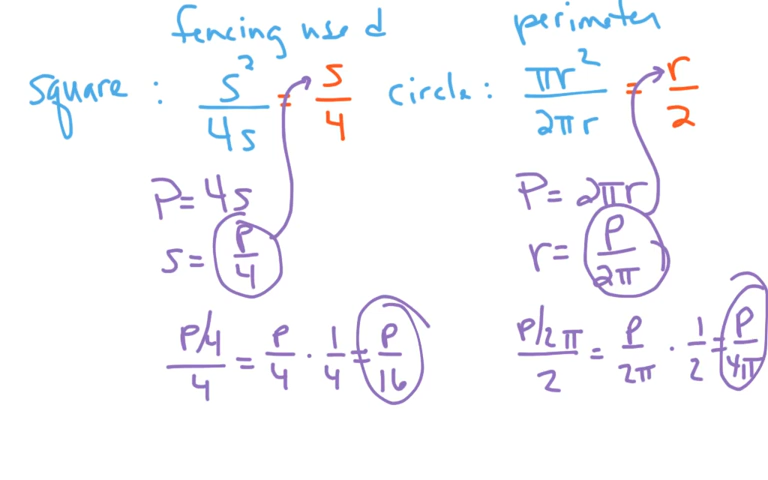 fencing used perimeter
square: s²/4s = s/4 circle: πr²/2πr = r/2
P=4s P=2πr
s = P/4 r = P/2π
P/4/4 = P/4 · 1/4 = P/16 P/2π/2 = P/2π · 1/2 = P/4π